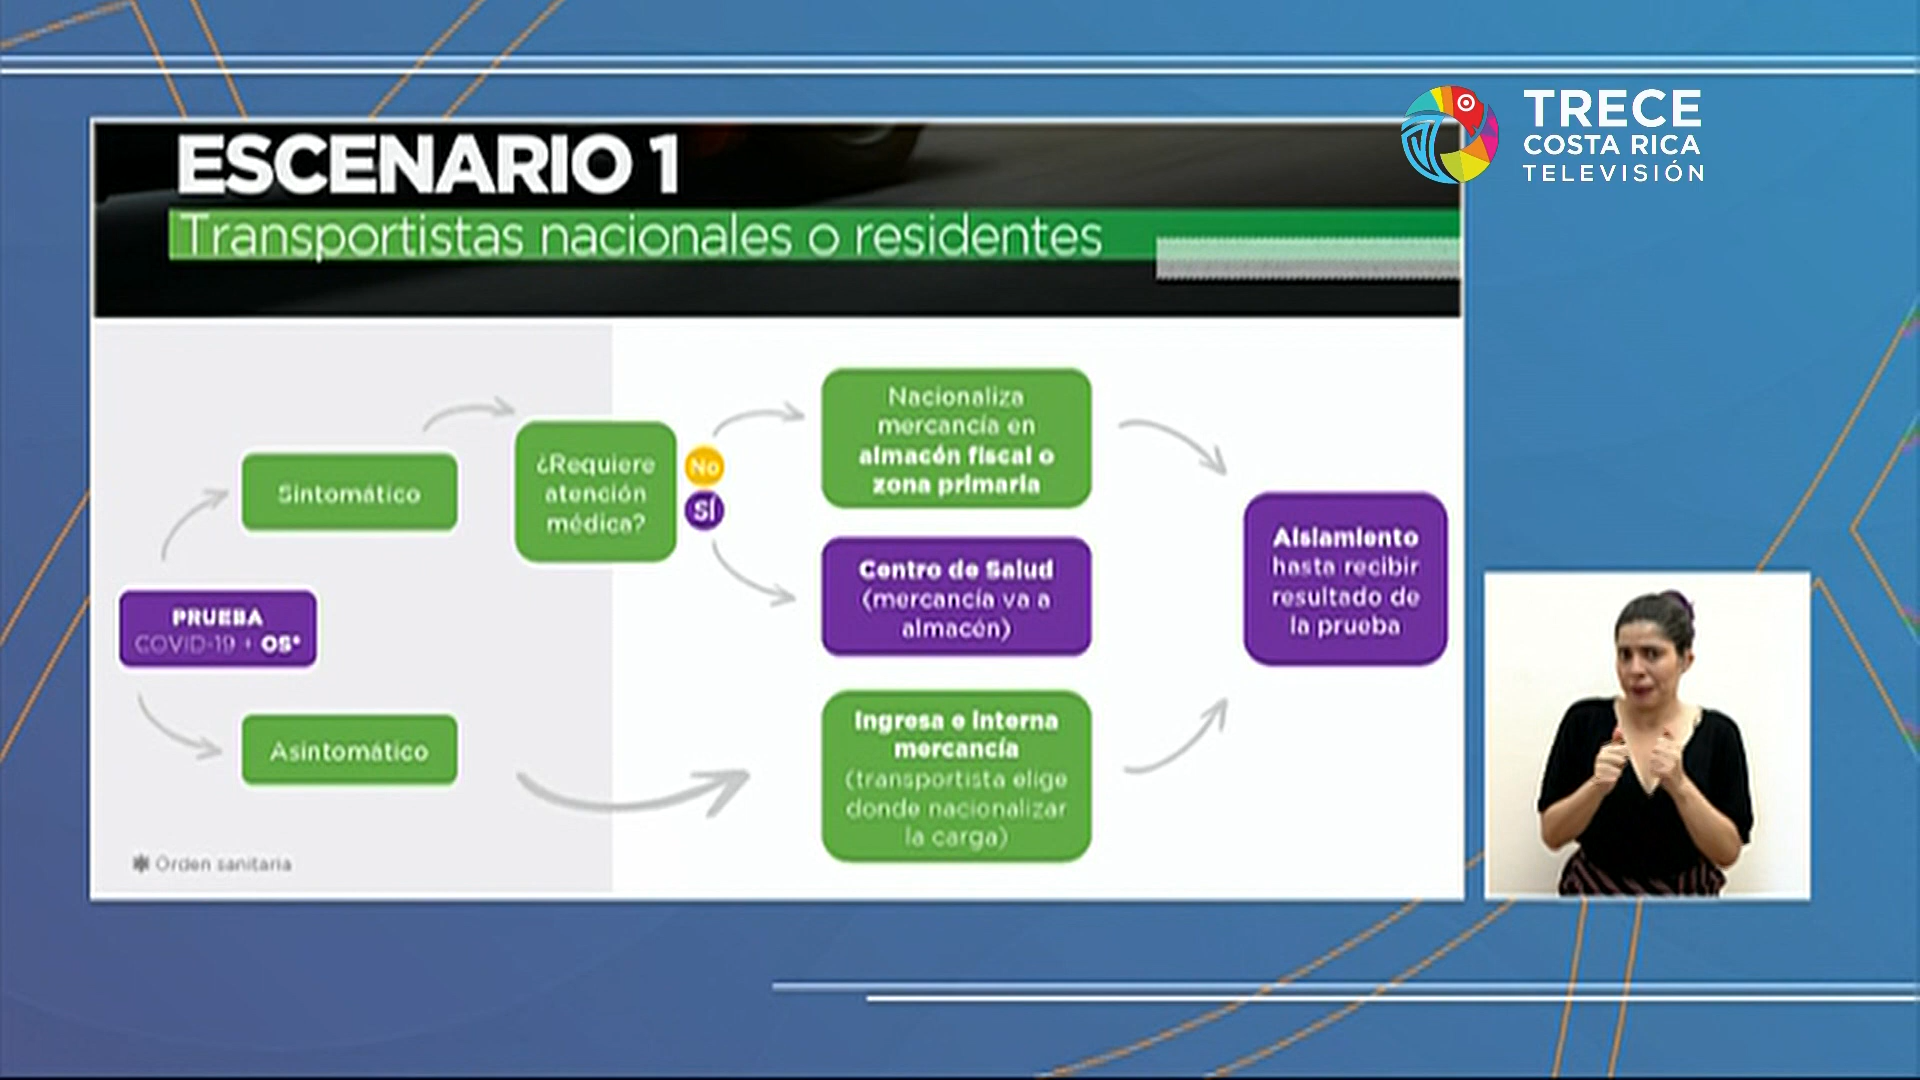 TRECE
COSTA RICA
TELEVISIÓN
ESCENARIO 1
Transportistas nacionales o residentes
Sintomático
¿Requiere
atención
médica?
No
SÍ
Nacionaliza
mercancía en
almacén fiscal o
zona primaria
Centro de Salud
(mercancía va a
almacén)
Aislamiento
hasta recibir
resultado de
la prueba
PRUEBA
COVID-19 + OS*
Asintomático
Ingresa e interna
mercancía
(transportista elige
donde nacionalizar
la carga)
* Orden sanitaria